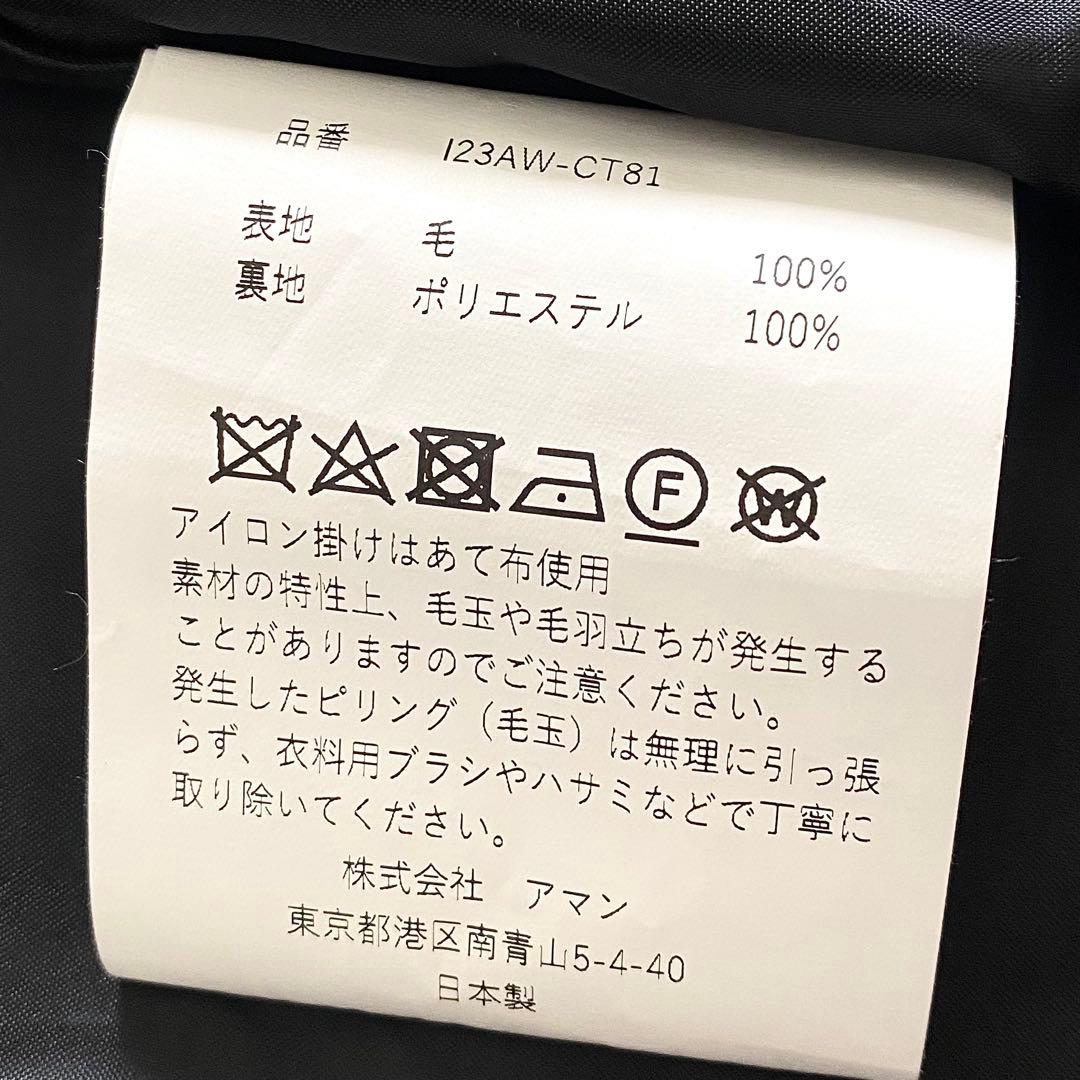 品番 I23AW-CT81
表地 毛 100%
裏地 ポリエステル 100%
F W
アイロン掛けはあて布使用
素材の特性上、毛玉や毛羽立ちが発生する
ことがありますのでご注意ください。
発生したピリング（毛玉）は無理に引っ張
らず、衣料用ブラシやハサミなどで丁寧に
取り除いてください。
株式会社 アマン
東京都港区南青山5-4-40
日本製